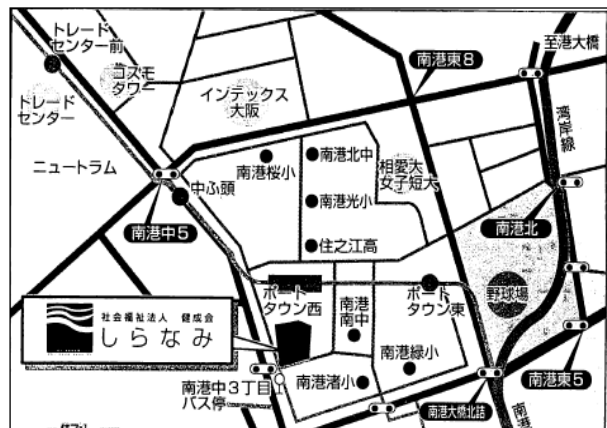 トレード
センター前
コスモ
タワー
トレード
センター
インテックス
大阪
南港東8
至港大橋
湾岸線
ニュートラム
中ふ頭
南港中5
南港桜小
南港北中
南港光小
住之江高
相愛大
女子短大
南港北
野球場
ポート
タウン西
南港
南中
ポート
タウン東
社会福祉法人 健成会
しらなみ
南港中3丁目
バス停
南港渚小
南港緑小
南港大橋北詰
南港東5
南港